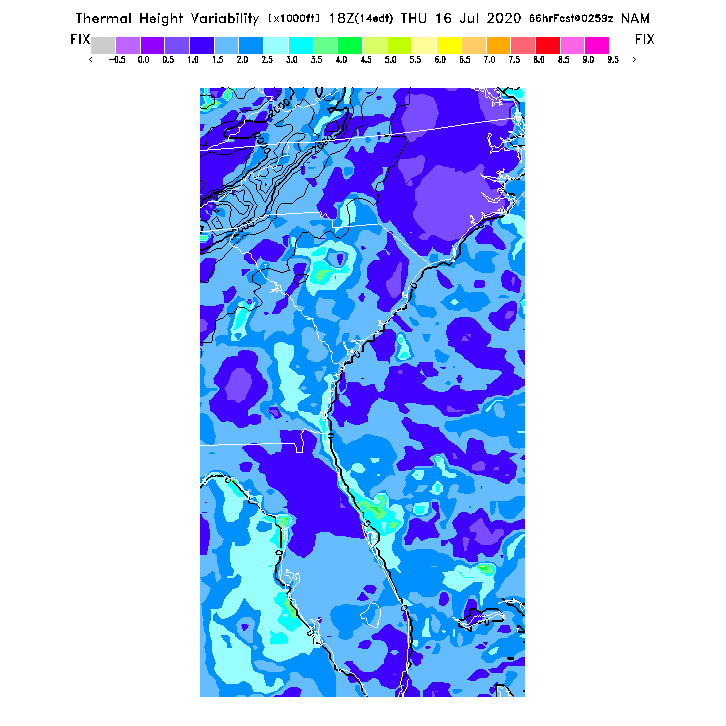 Thermal Height Variability [x1000ft] 18Z(14edt) THU 16 Jul 2020 66hrFcst@0259z NAM
FIX FIX
< -0.5 0.0 0.5 1.0 1.5 2.0 2.5 3.0 3.5 4.0 4.5 5.0 5.5 6.0 6.5 7.0 7.5 8.0 8.5 9.0 9.5 >